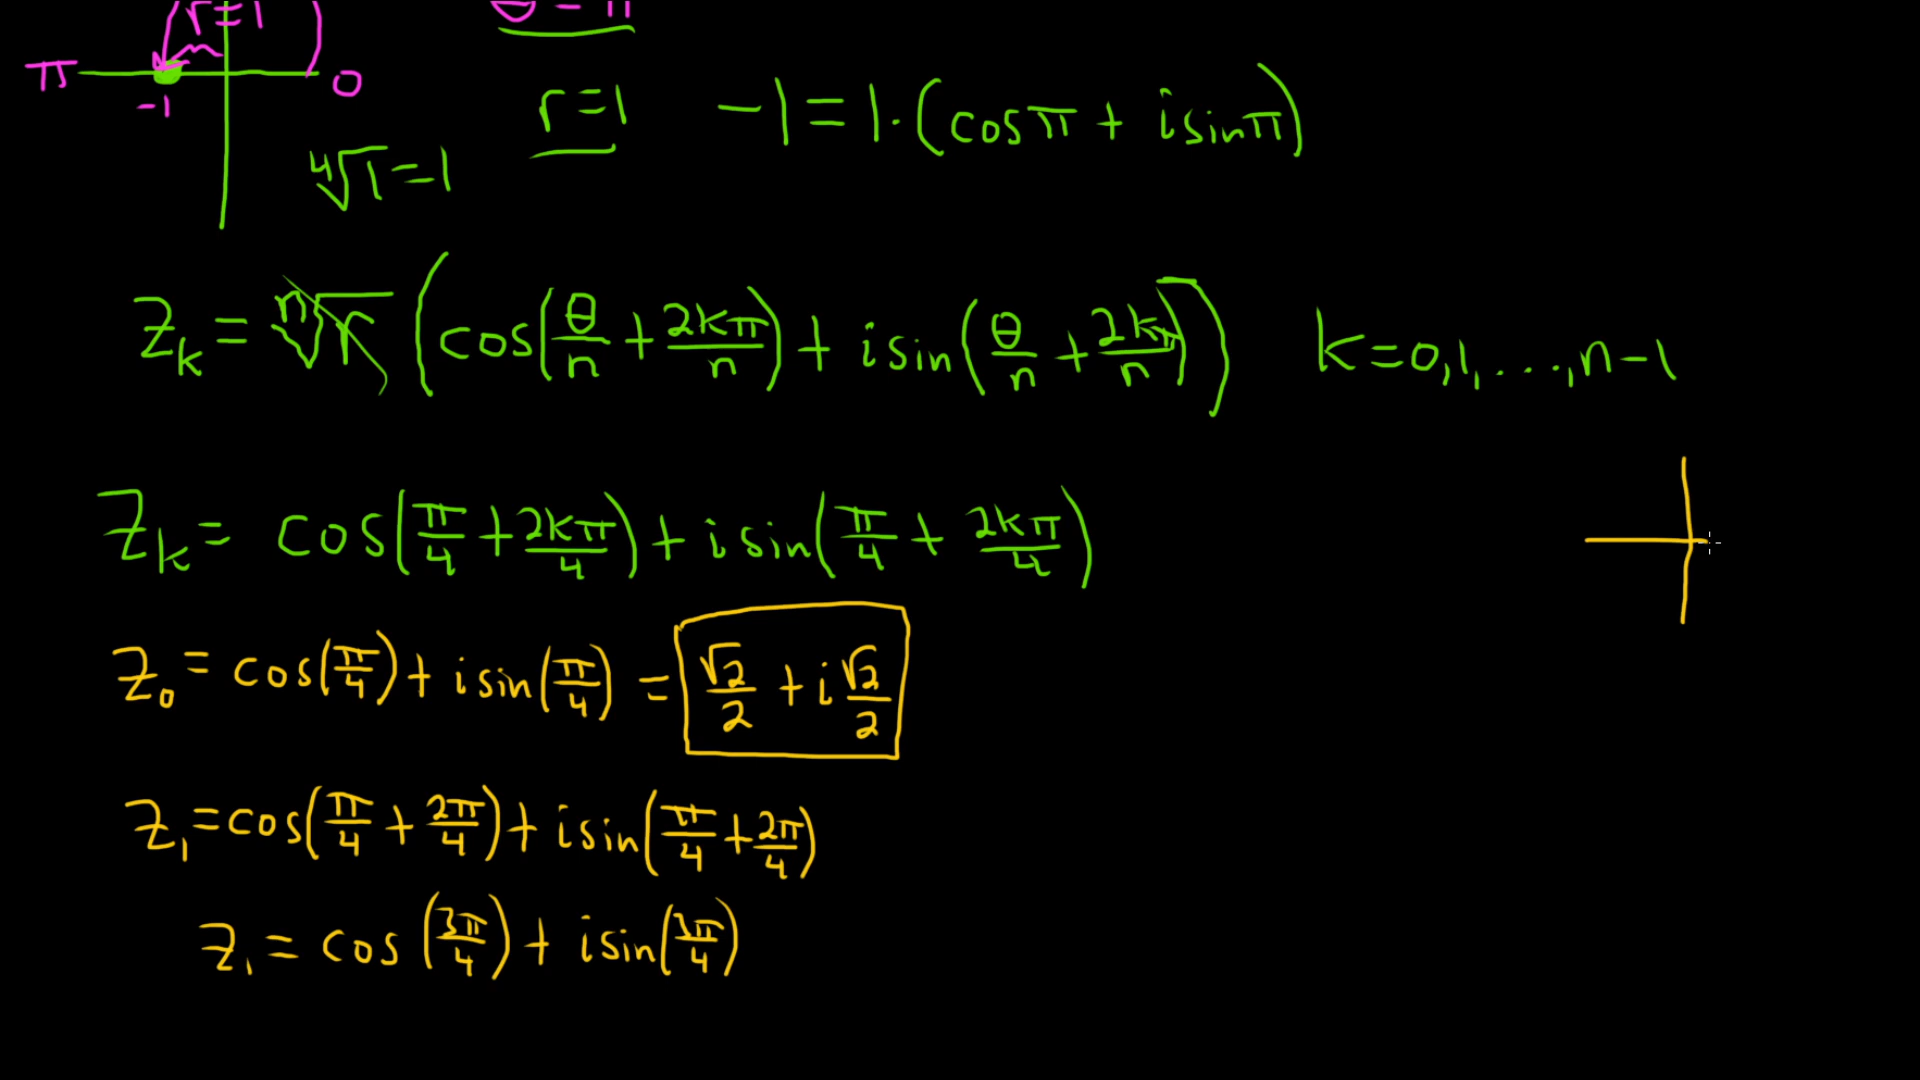 r=1
θ = π
π
-1
0
r=1 -1=1·(cosπ + isinπ)
∜1=1
Z_k = ⁿ√r (cos(θ/n + 2kπ/n) + isin(θ/n + 2kπ/n)) k=0,1,...,n-1
Z_k = cos(π/4 + 2kπ/4) + isin(π/4 + 2kπ/4)
Z_0 = cos(π/4) + isin(π/4) = √2/2 + i√2/2
Z_1 = cos(π/4 + 2π/4) + isin(π/4 + 2π/4)
Z_1 = cos(3π/4) + isin(3π/4)